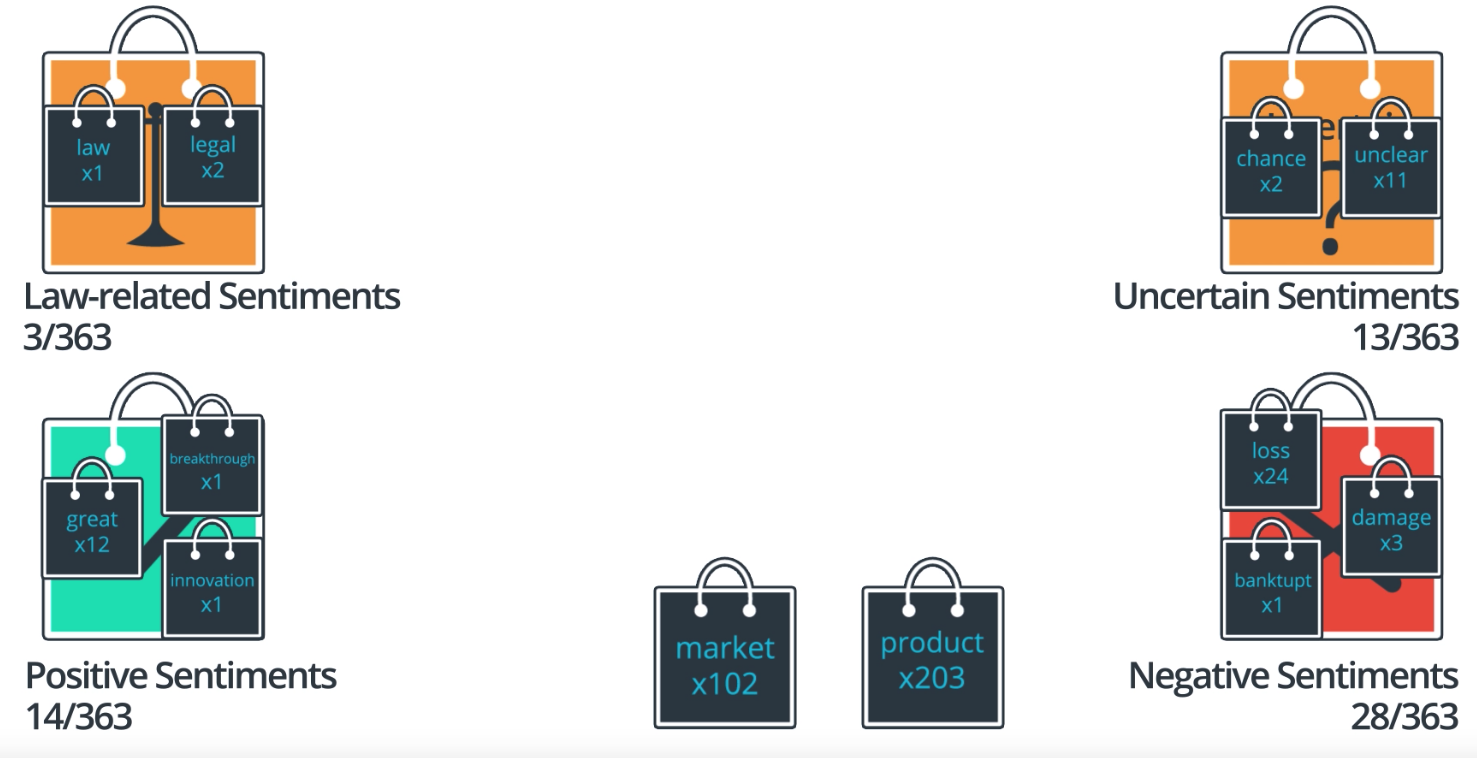 law
x1
legal
x2
Law-related Sentiments
3/363
chance
x2
unclear
x11
Uncertain Sentiments
13/363
great
x12
breakthrough
x1
innovation
x1
Positive Sentiments
14/363
market
x102
product
x203
loss
x24
damage
x3
banktupt
x1
Negative Sentiments
28/363